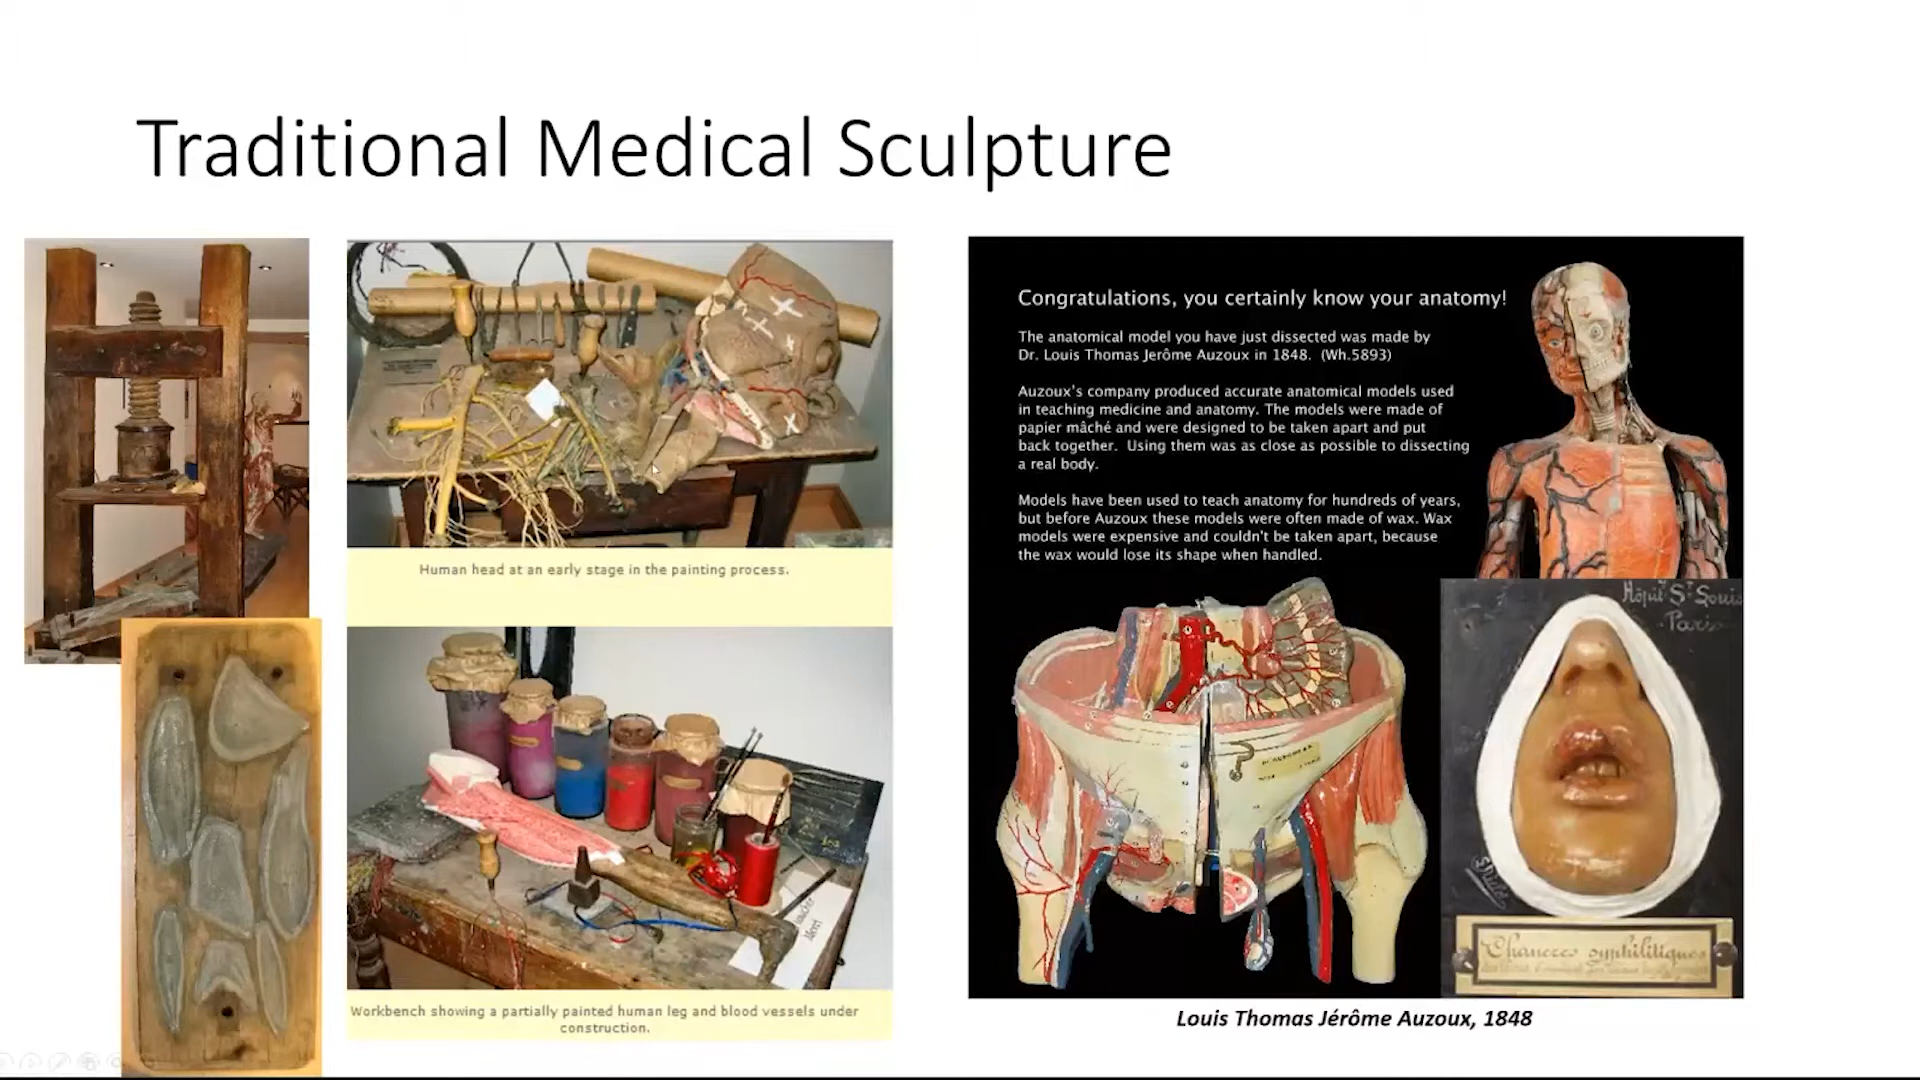 Traditional Medical Sculpture
Human head at an early stage in the painting process.
Workbench showing a partially painted human leg and blood vessels under
construction.
Congratulations, you certainly know your anatomy!
The anatomical model you have just dissected was made by
Dr. Louis Thomas Jerôme Auzoux in 1848. (Wh.5893)
Auzoux's company produced accurate anatomical models used
in teaching medicine and anatomy. The models were made of
papier mâché and were designed to be taken apart and put
back together. Using them was as close as possible to dissecting
a real body.
Models have been used to teach anatomy for hundreds of years,
but before Auzoux these models were often made of wax. Wax
models were expensive and couldn't be taken apart, because
the wax would lose its shape when handled.
Hôpit St Louis
Paris
Chancres syphilitiques
Louis Thomas Jérôme Auzoux, 1848